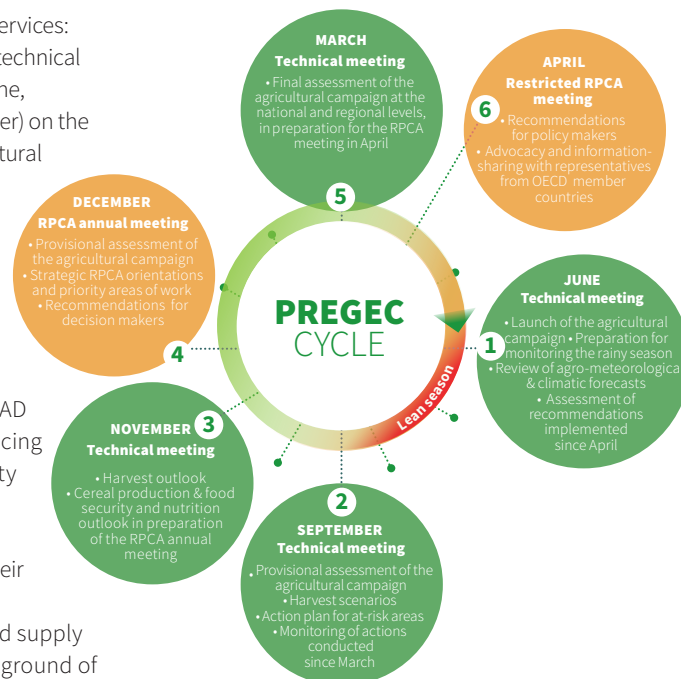 ervices:
technical
ne,
er) on the
tural
AD
cing
ty
eir
d supply
ground of
MARCH
Technical meeting
• Final assessment of the
agricultural campaign at the
national and regional levels,
in preparation for the RPCA
meeting in April
5
APRIL
Restricted RPCA
meeting
6
• Recommendations
for policy makers
• Advocacy and information-
sharing with representatives
from OECD member
countries
DECEMBER
RPCA annual meeting
• Provisional assessment of
the agricultural campaign
• Strategic RPCA orientations
and priority areas of work
• Recommendations for
decision makers
4
PREGEC
CYCLE
Lean season
JUNE
Technical meeting
1
• Launch of the agricultural
campaign • Preparation for
monitoring the rainy season
• Review of agro-meteorologica
& climatic forecasts
• Assessment of
recommendations
implemented
since April
NOVEMBER
3
Technical meeting
• Harvest outlook
• Cereal production & food
security and nutrition
outlook in preparation
of the RPCA annual
meeting
2
SEPTEMBER
Technical meeting
• Provisional assessment of the
agricultural campaign
• Harvest scenarios
• Action plan for at-risk areas
• Monitoring of actions
conducted
since March